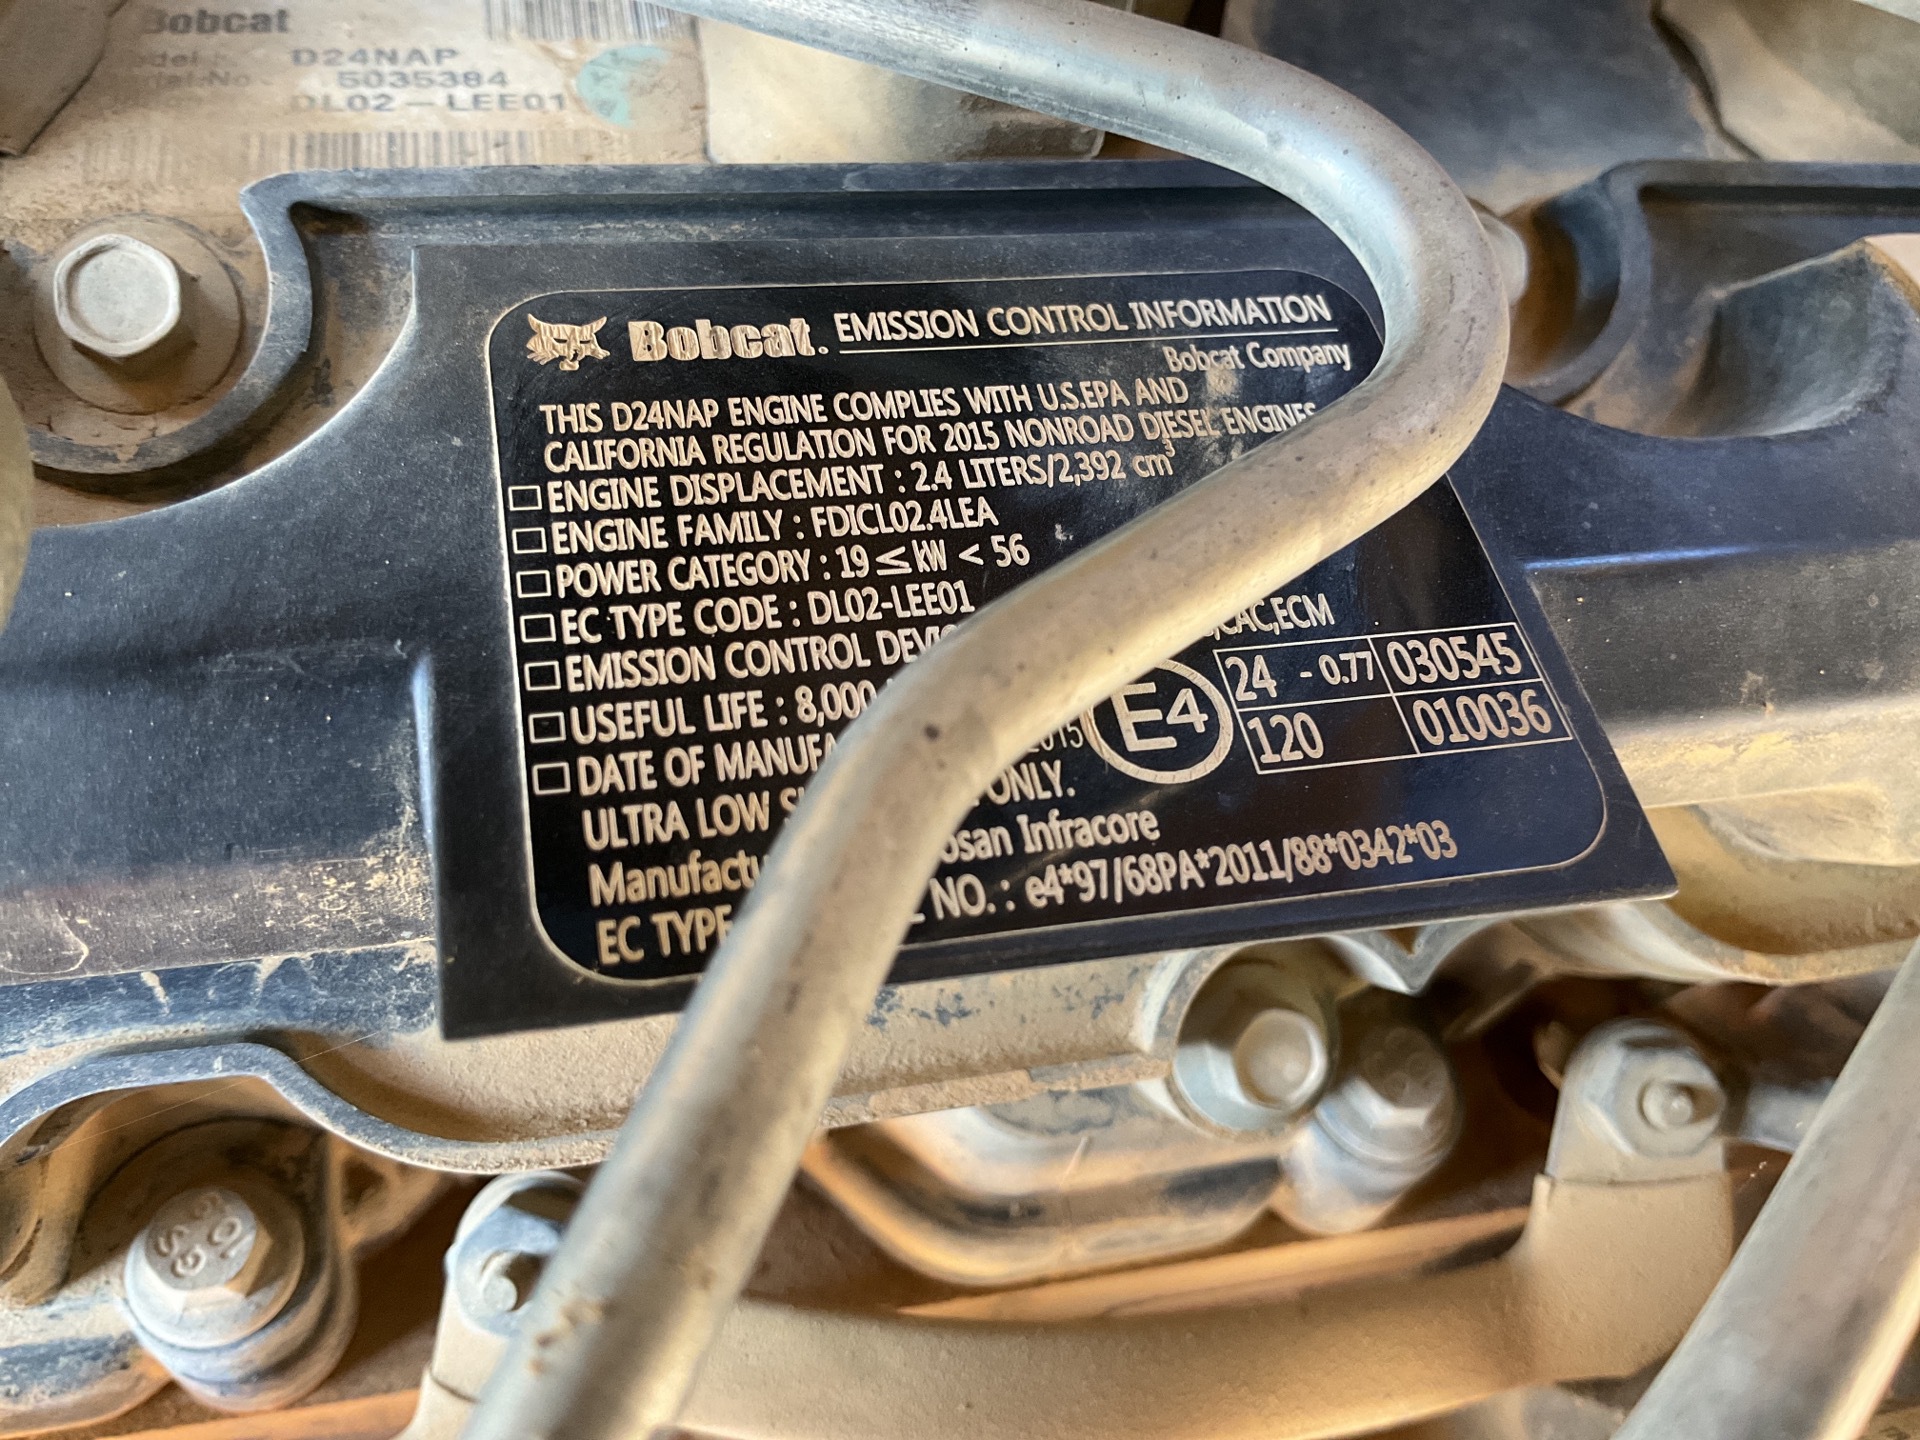 Bobcat
D24NAP
5035384
DL02-LEE01
Bobcat. EMISSION CONTROL INFORMATION
Bobcat Company
THIS D24NAP ENGINE COMPLIES WITH U.S.EPA AND
CALIFORNIA REGULATION FOR 2015 NONROAD DIESEL ENGINES
ENGINE DISPLACEMENT : 2.4 LITERS/2,392 cm³
ENGINE FAMILY : FDICL02.4LEA
POWER CATEGORY : 19 ≤ kW < 56
EC TYPE CODE : DL02-LEE01
EMISSION CONTROL CAC,ECM
USEFUL LIFE : 8,000
DATE OF 2015
E4
24 - 0.77 030545
120 010036
ULTRA LOW ONLY.
Infracore
EC TYPE NO. : e4*97/68PA*2011/88*0342*03